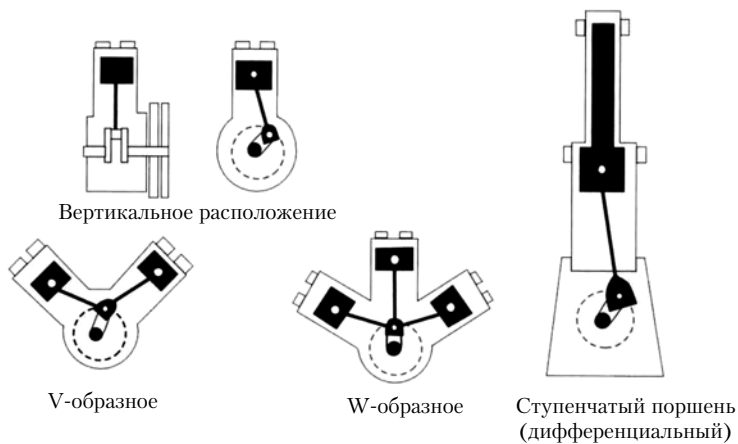 Вертикальное расположение
V-образное
W-образное
Ступенчатый поршень
(дифференциальный)